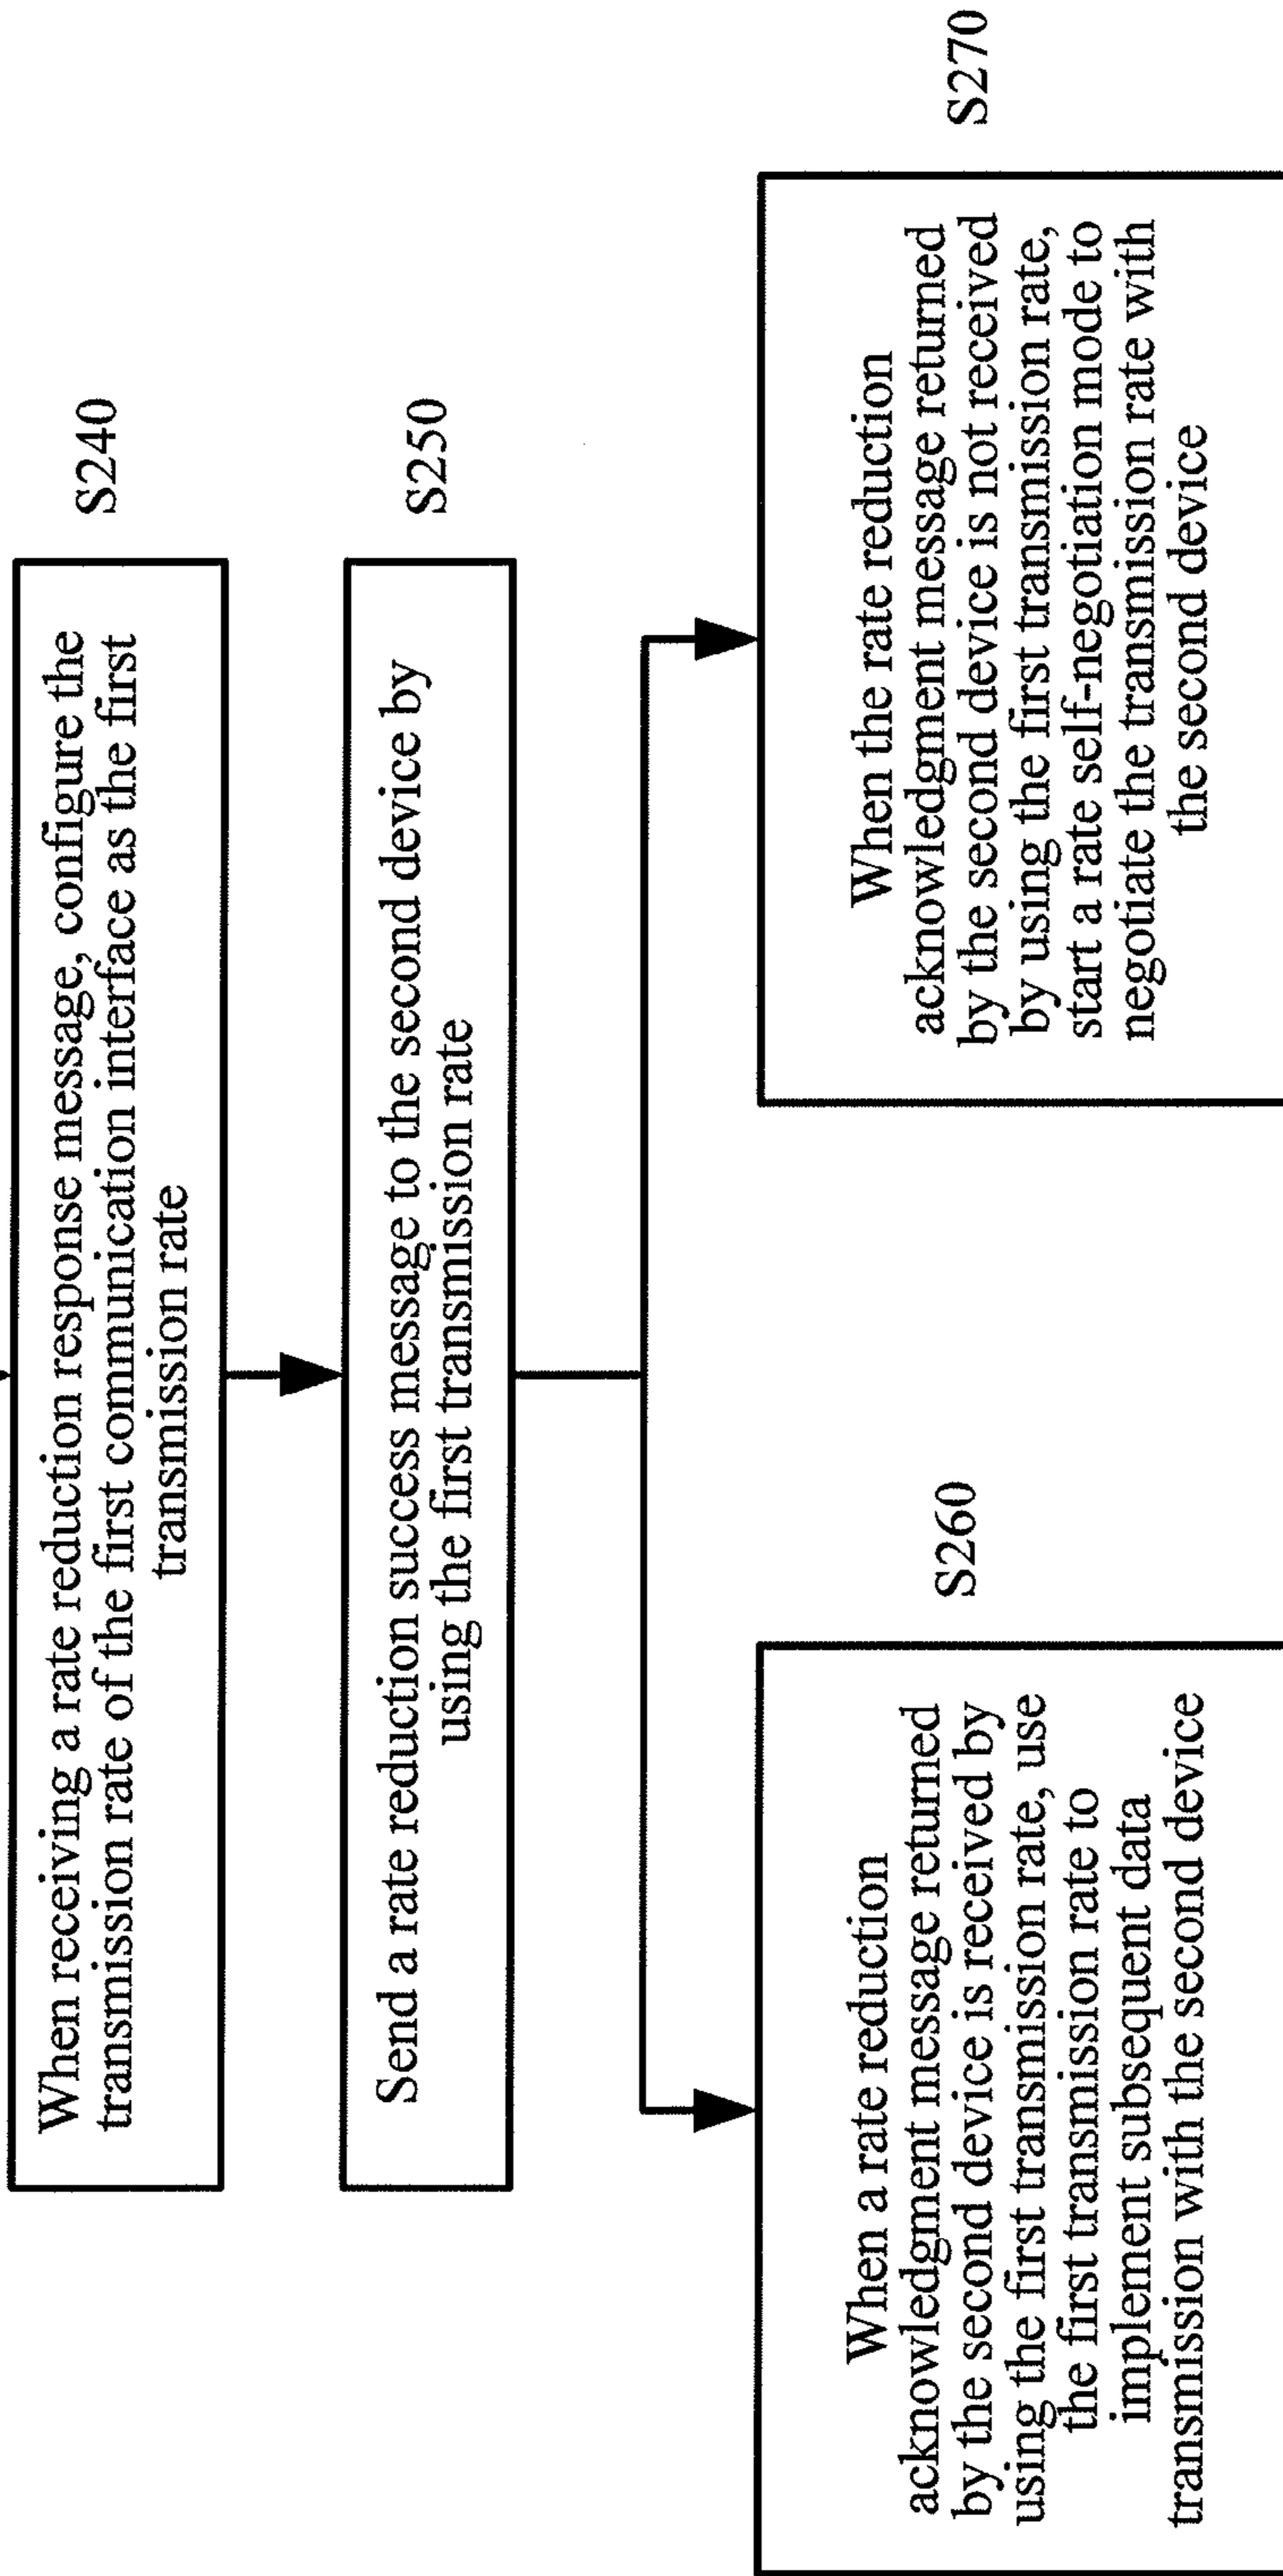 When receiving a rate reduction response message, configure the
transmission rate of the first communication interface as the first
transmission rate
S240
Send a rate reduction success message to the second device by
using the first transmission rate
S250
When a rate reduction
acknowledgment message returned
by the second device is received by
using the first transmission rate, use
the first transmission rate to
implement subsequent data
transmission with the second device
S260
When the rate reduction
acknowledgment message returned
by the second device is not received
by using the first transmission rate,
start a rate self-negotiation mode to
negotiate the transmission rate with
the second device
S270